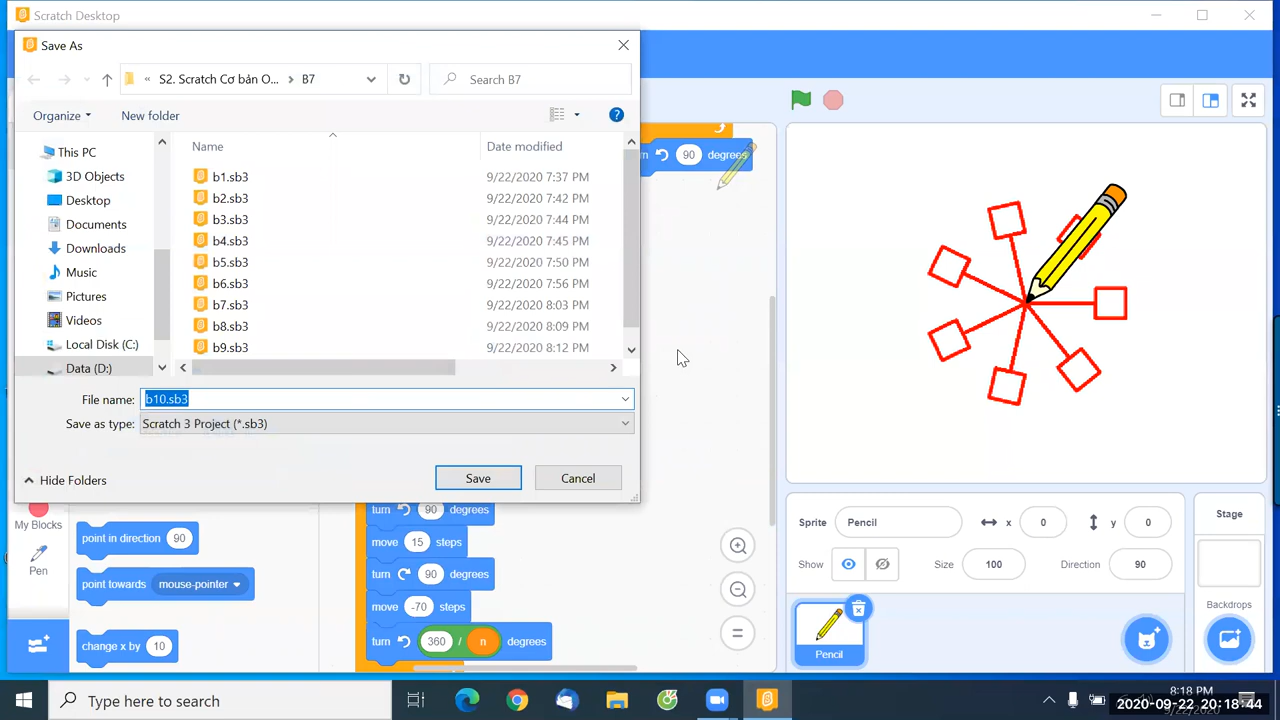 Scratch Desktop
Save As
« S2. Scratch Cơ bản O... > B7
Search B7
Organize
New folder
Name
Date modified
This PC
3D Objects
Desktop
Documents
Downloads
Music
Pictures
Videos
Local Disk (C:)
Data (D:)
b1.sb3 9/22/2020 7:37 PM
b2.sb3 9/22/2020 7:42 PM
b3.sb3 9/22/2020 7:44 PM
b4.sb3 9/22/2020 7:45 PM
b5.sb3 9/22/2020 7:50 PM
b6.sb3 9/22/2020 7:56 PM
b7.sb3 9/22/2020 8:03 PM
b8.sb3 9/22/2020 8:09 PM
b9.sb3 9/22/2020 8:12 PM
File name: b10.sb3
Save as type: Scratch 3 Project (*.sb3)
Hide Folders
Save
Cancel
90 degrees
My Blocks
Pen
point in direction 90
point towards mouse-pointer
change x by 10
turn 90 degrees
move 15 steps
turn 90 degrees
move -70 steps
turn 360 / n degrees
Sprite Pencil x 0 y 0
Show Size 100 Direction 90
Pencil
Stage
Backdrops
Type here to search
8:18 PM
2020-09-22 20:18:44